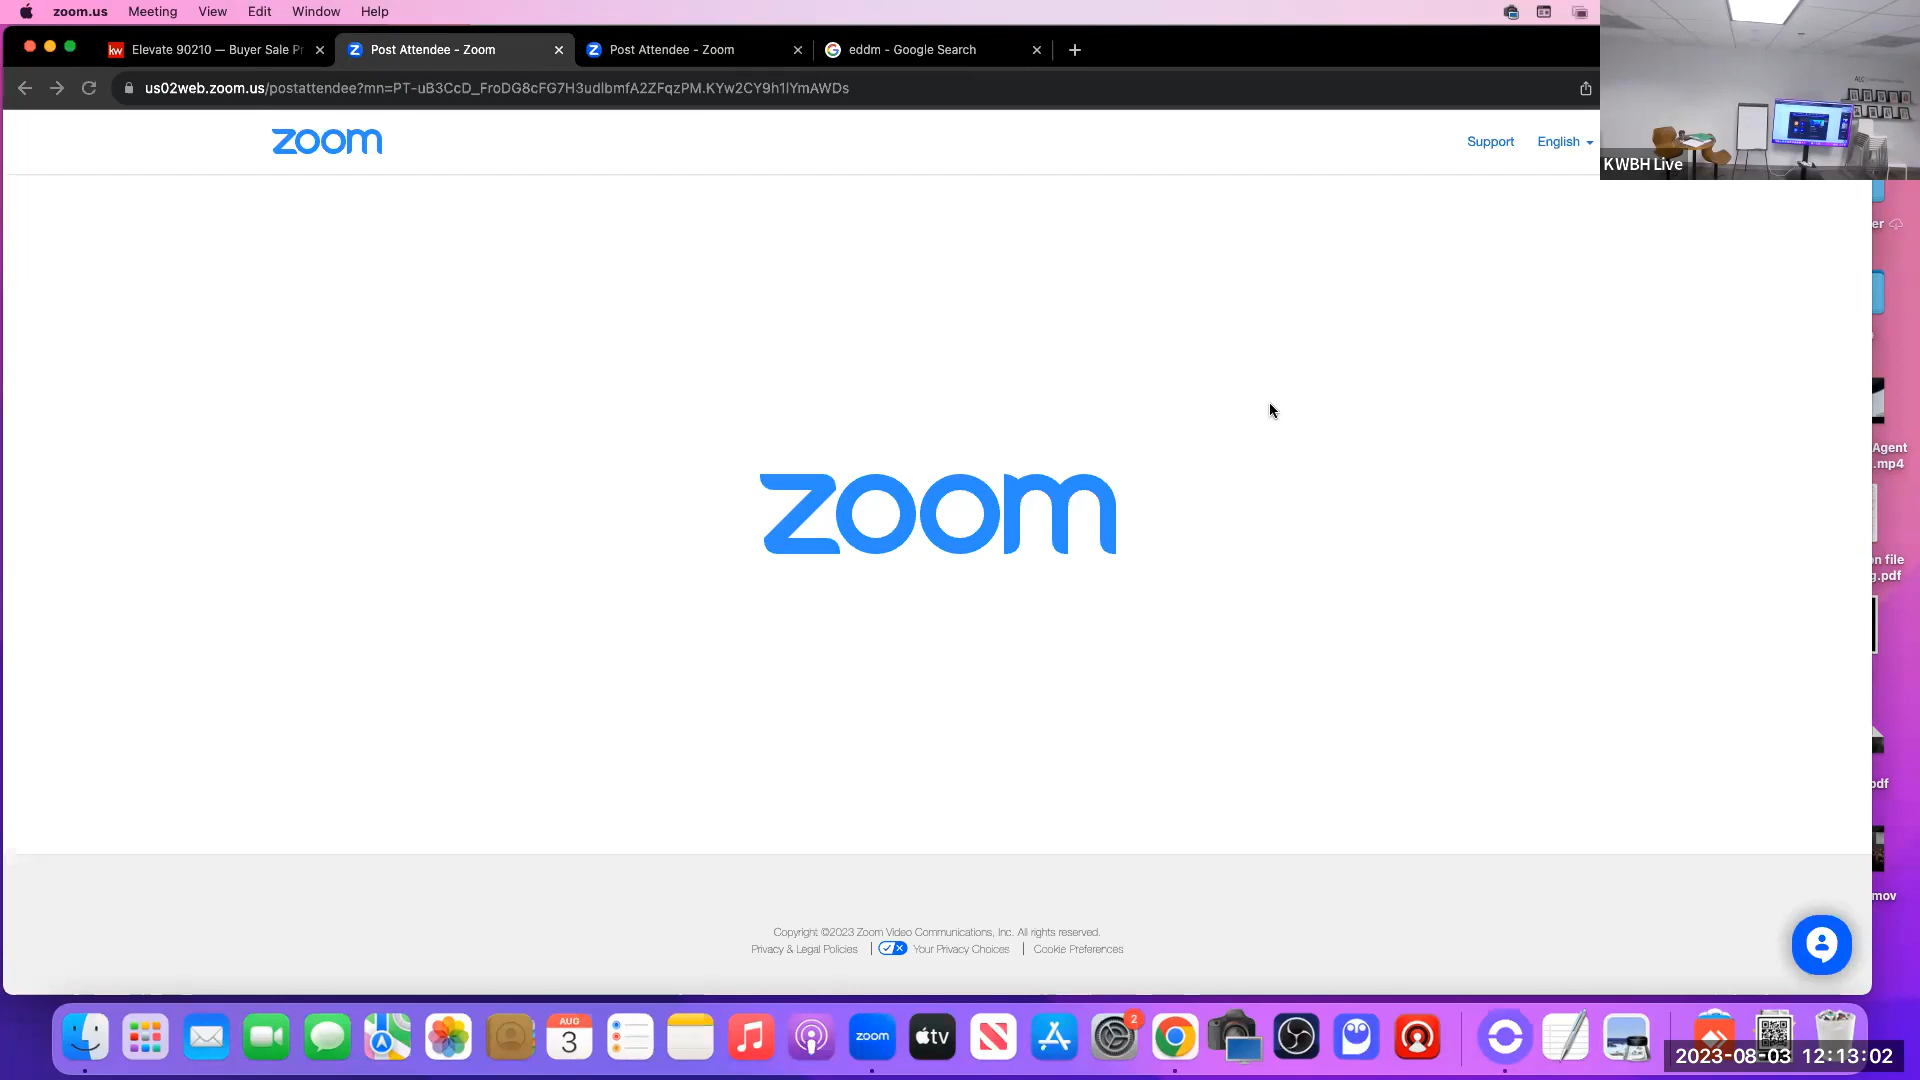 zoom.us Meeting View Edit Window Help
Elevate 90210 — Buyer Sale Pr
Post Attendee - Zoom
Post Attendee - Zoom
eddm - Google Search
us02web.zoom.us/postattendee?mn=PT-uB3CcD_FroDG8cFG7H3udlbmfA2ZFqzPM.KYw2CY9h1lYmAWDs
zoom
Support English
KWBH Live
er
Agent
.mp4
zoom
on file
g.pdf
pdf
mov
Copyright ©2023 Zoom Video Communications, Inc. All rights reserved.
Privacy & Legal Policies Your Privacy Choices Cookie Preferences
AUG
3
zoom
tv
2
2023-08-03 12:13:02